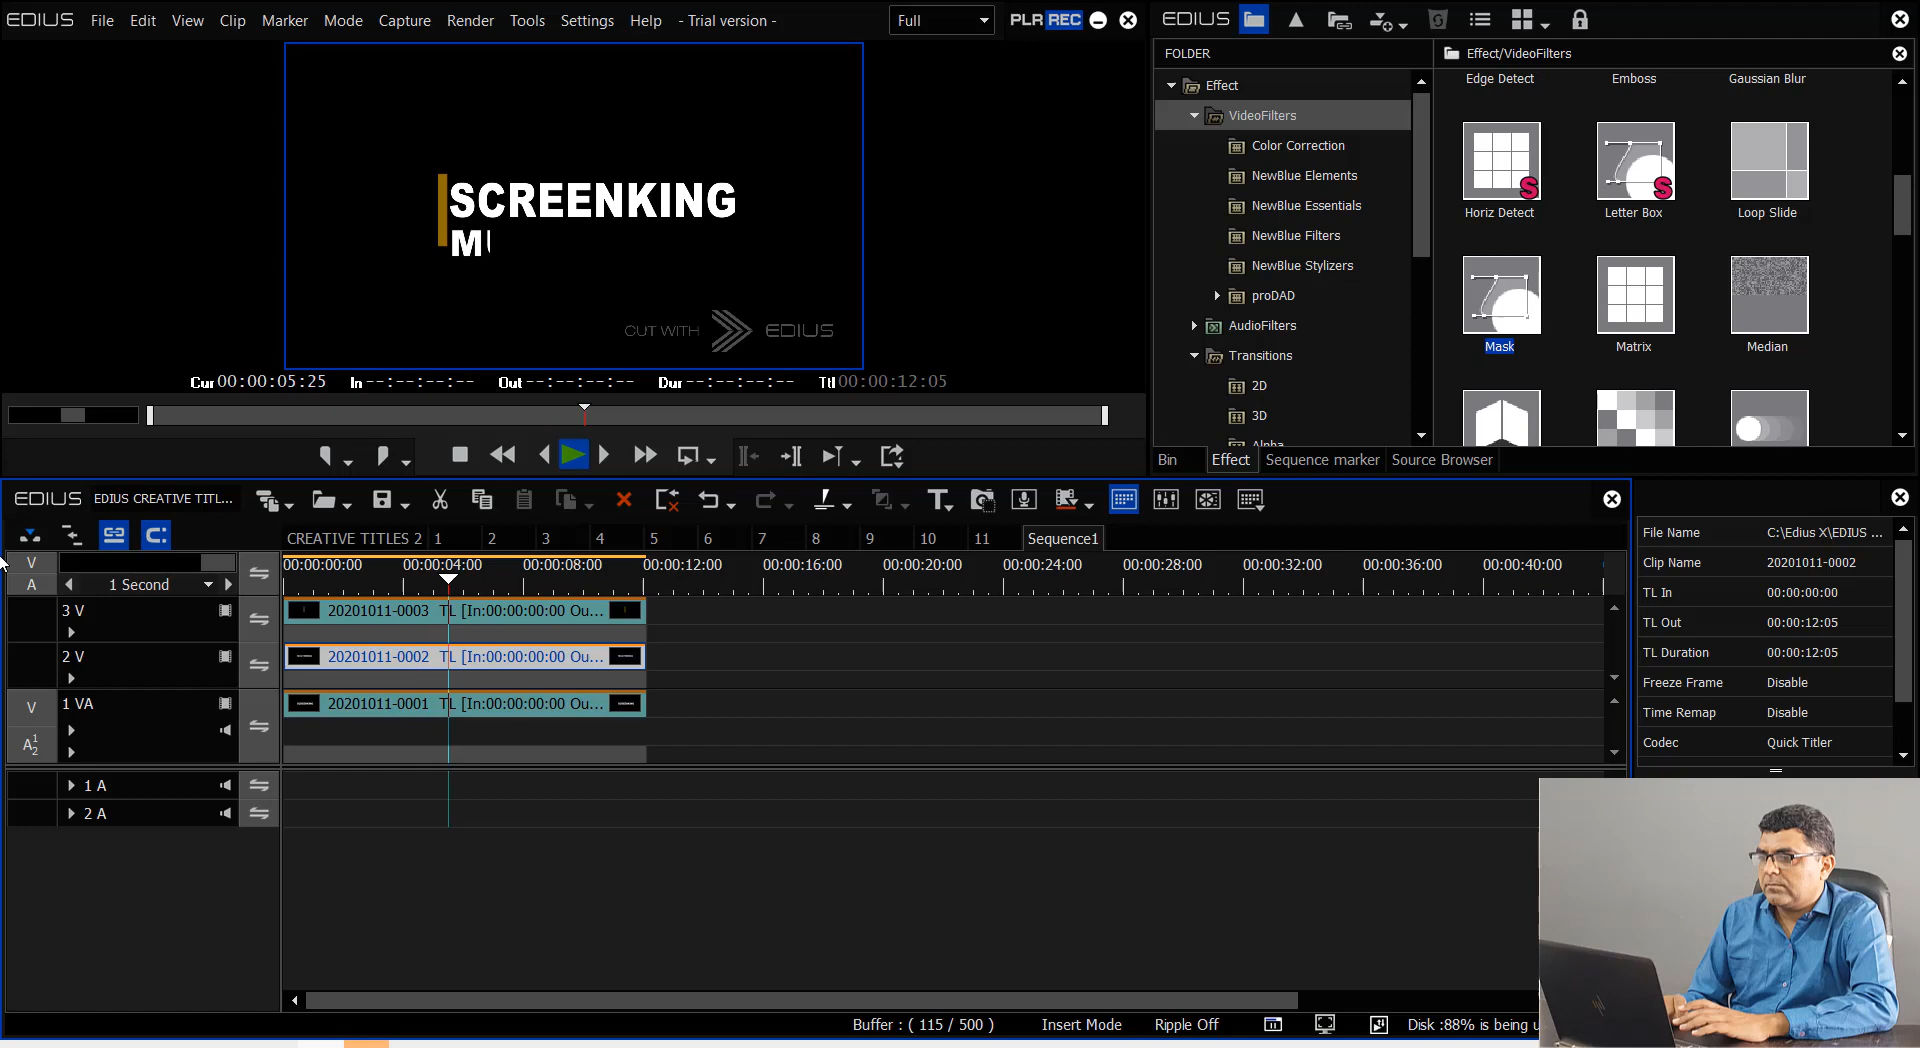 EDIUS File Edit View Clip Marker Mode Capture Render Tools Settings Help - Trial version - Full PLR REC
SCREENKING
MU
CUT WITH EDIUS
Cur 00:00:05:25 In --:--:--:-- Out --:--:--:-- Dur --:--:--:-- Ttl 00:00:12:05
EDIUS
FOLDER
Effect
VideoFilters
Color Correction
NewBlue Elements
NewBlue Essentials
NewBlue Filters
NewBlue Stylizers
proDAD
AudioFilters
Transitions
2D
3D
Alpha
Effect/VideoFilters
Edge Detect Emboss Gaussian Blur
Horiz Detect Letter Box Loop Slide
Mask Matrix Median
Bin Effect Sequence marker Source Browser
EDIUS EDIUS CREATIVE TITL...
CREATIVE TITLES 2 1 2 3 4 5 6 7 8 9 10 11 Sequence1
V
A 1 Second
00:00:00:00 00:00:04:00 00:00:08:00 00:00:12:00 00:00:16:00 00:00:20:00 00:00:24:00 00:00:28:00 00:00:32:00 00:00:36:00 00:00:40:00
3 V 20201011-0003 TL [In:00:00:00:00 Ou...
2 V 20201011-0002 TL [In:00:00:00:00 Ou...
V 1 VA 20201011-0001 TL [In:00:00:00:00 Ou...
A 1 2
1 A
2 A
File Name C:\Edius X\EDIUS ...
Clip Name 20201011-0002
TL In 00:00:00:00
TL Out 00:00:12:05
TL Duration 00:00:12:05
Freeze Frame Disable
Time Remap Disable
Codec Quick Titler
Buffer : ( 115 / 500 ) Insert Mode Ripple Off Disk :88% is being u